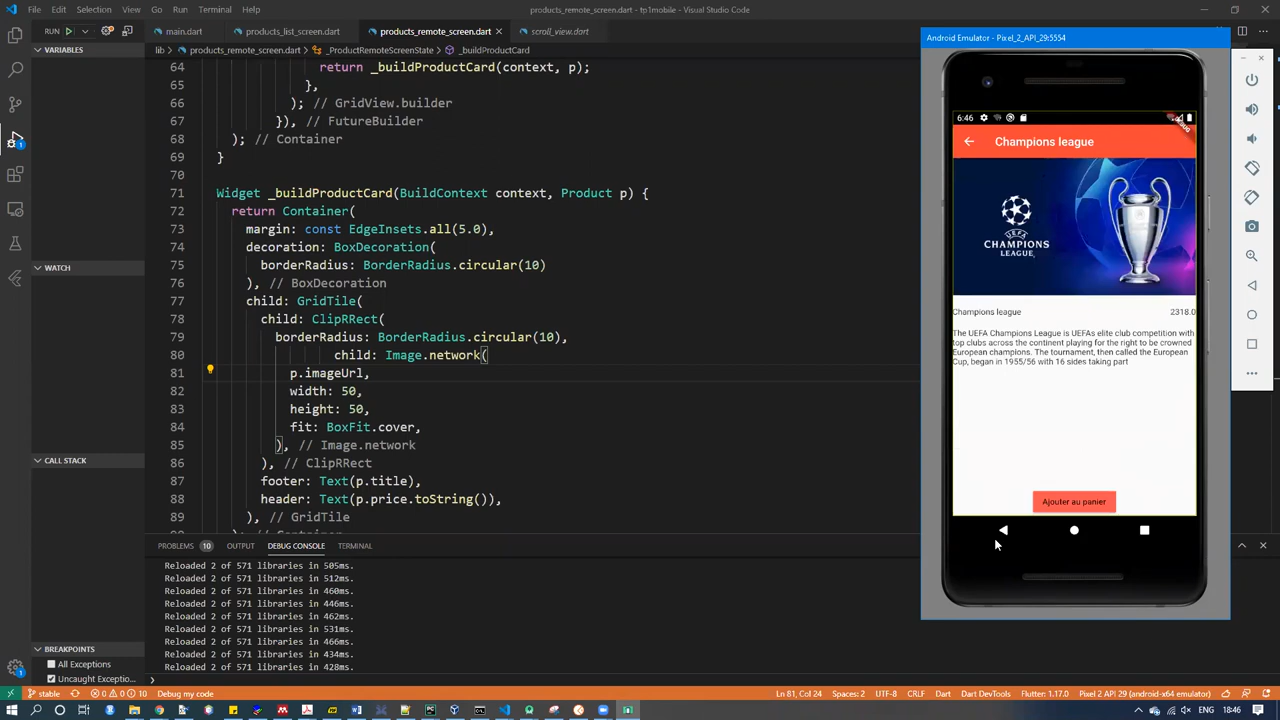 File Edit Selection View Go Run Terminal Help
products_remote_screen.dart - tp1mobile - Visual Studio Code
RUN
main.dart
products_list_screen.dart
products_remote_screen.dart
scroll_view.dart
VARIABLES
lib > products_remote_screen.dart > _ProductRemoteScreenState > _buildProductCard
64 return _buildProductCard(context, p);
65 },
66 ); // GridView.builder
67 }), // FutureBuilder
68 ); // Container
69 }
70
71 Widget _buildProductCard(BuildContext context, Product p) {
72 return Container(
73 margin: const EdgeInsets.all(5.0),
74 decoration: BoxDecoration(
75 borderRadius: BorderRadius.circular(10)
76 ), // BoxDecoration
77 child: GridTile(
78 child: ClipRRect(
79 borderRadius: BorderRadius.circular(10),
80 child: Image.network(
81 p.imageUrl,
82 width: 50,
83 height: 50,
84 fit: BoxFit.cover,
85 ), // Image.network
86 ), // ClipRRect
87 footer: Text(p.title),
88 header: Text(p.price.toString()),
89 ), // GridTile
WATCH
CALL STACK
BREAKPOINTS
All Exceptions
Uncaught Exceptio...
PROBLEMS 10 OUTPUT DEBUG CONSOLE TERMINAL
Reloaded 2 of 571 libraries in 505ms.
Reloaded 2 of 571 libraries in 512ms.
Reloaded 2 of 571 libraries in 460ms.
Reloaded 2 of 571 libraries in 446ms.
Reloaded 2 of 571 libraries in 462ms.
Reloaded 2 of 571 libraries in 531ms.
Reloaded 2 of 571 libraries in 466ms.
Reloaded 2 of 571 libraries in 434ms.
Reloaded 2 of 571 libraries in 428ms.
Android Emulator - Pixel_2_API_29:5554
6:46
Champions league
UEFA
CHAMPIONS
LEAGUE
Champions league 2318.0
The UEFA Champions League is UEFAs elite club competition with
top clubs across the continent playing for the right to be crowned
European champions. The tournament, then called the European
Cup, began in 1955/56 with 16 sides taking part
Ajouter au panier
stable 0 0 10 Debug my code
Ln 81, Col 24 Spaces: 2 UTF-8 CRLF Dart Dart DevTools Flutter: 1.17.0 Pixel 2 API 29 (android-x64 emulator)
ENG 18:46